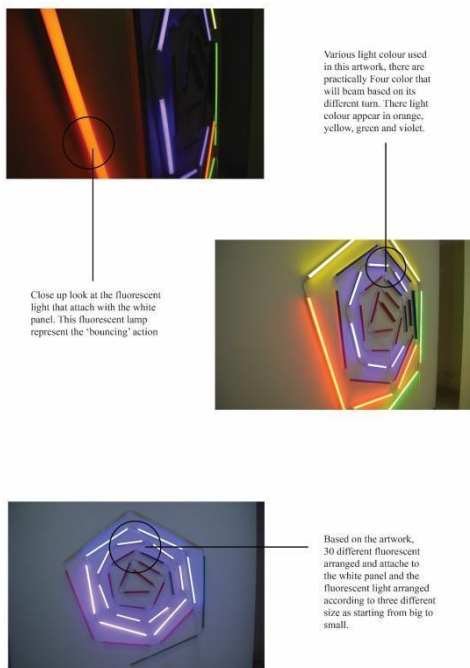 Various light colour used
in this artwork, there are
practically Four color that
will beam based on its
different turn. There light
colour appear in orange,
yellow, green and violet.
Close up look at the fluorescent
light that attach with the white
panel. This fluorescent lamp
represent the ‘bouncing’ action
Based on the artwork,
30 different fluorescent
arranged and attache to
the white panel and the
fluorescent light arranged
according to three different
size as starting from big to
small.